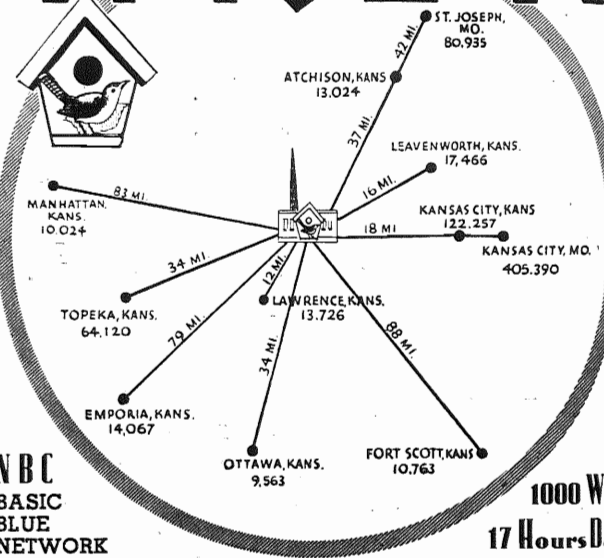 ST. JOSEPH,
MO.
80,935
42 MI.
ATCHISON, KANS
13.024
37 MI.
LEAVENWORTH, KANS.
17,466
16 MI.
MANHATTAN,
KANS.
10.024
83 MI.
KANSAS CITY, KANS
122.257
18 MI
KANSAS CITY, MO.
405.390
34 MI.
TOPEKA, KANS.
64.120
12 MI.
LAWRENCE, KANS.
13.726
79 MI.
EMPORIA, KANS.
14,067
34 MI.
OTTAWA, KANS.
9,563
88 MI.
FORT SCOTT, KANS
10.763
NBC
BASIC
BLUE
NETWORK
1000 W
17 Hours D